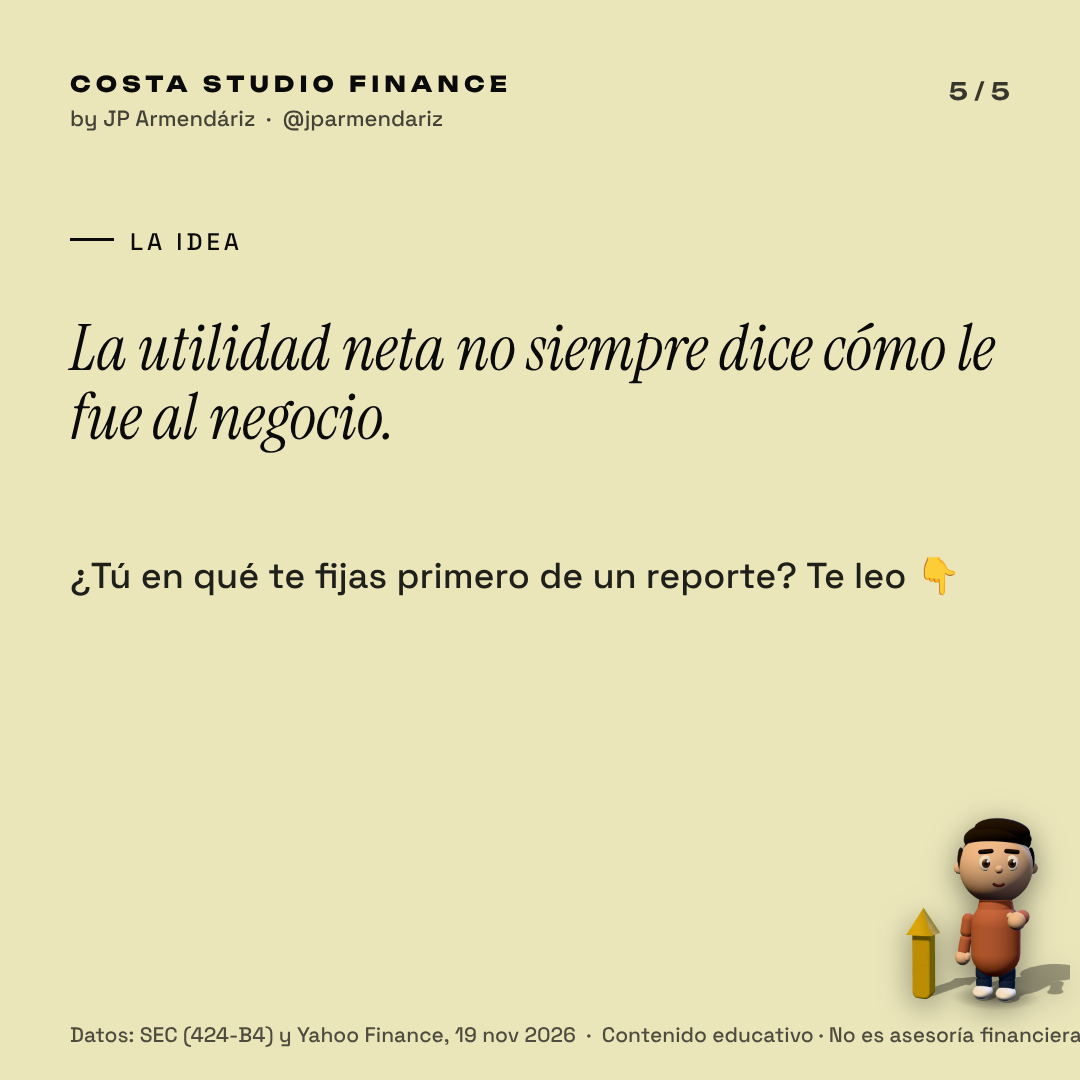 COSTA STUDIO FINANCE
5 / 5
by JP Armendáriz · @jparmendariz
— LA IDEA
La utilidad neta no siempre dice cómo le
fue al negocio.
¿Tú en qué te fijas primero de un reporte? Te leo 👇
Datos: SEC (424-B4) y Yahoo Finance, 19 nov 2026 · Contenido educativo · No es asesoría financiera